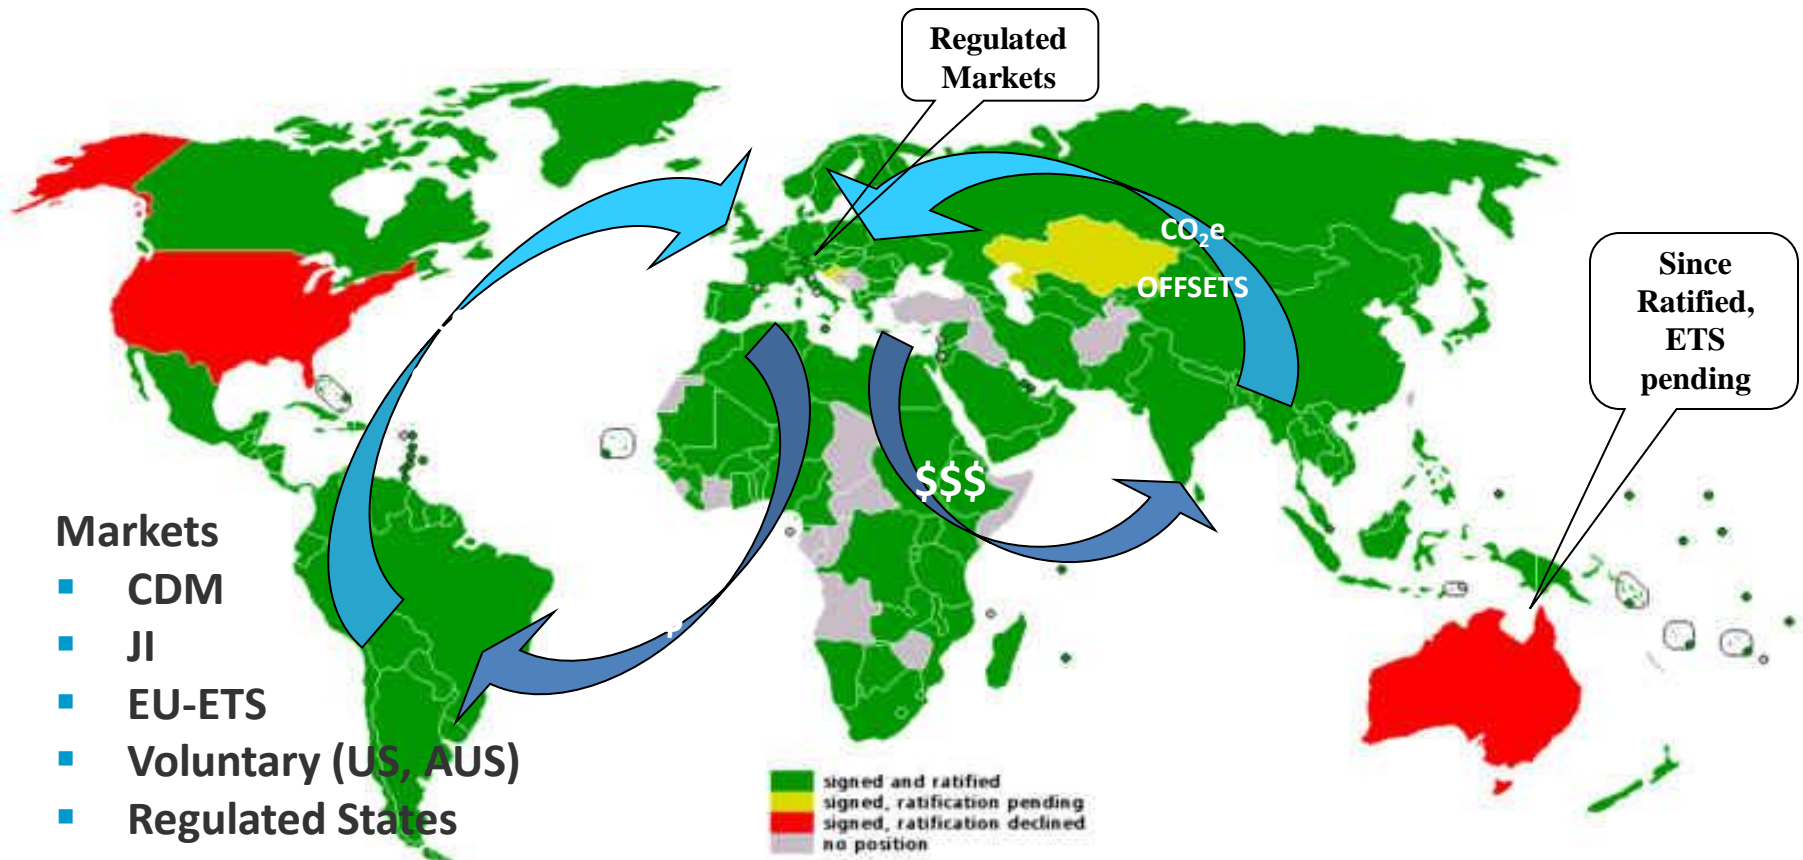 Regulated
Markets
CO₂e
OFFSETS
Since
Ratified,
ETS
pending
$$$
Markets
▪ CDM
▪ JI
▪ EU-ETS
▪ Voluntary (US, AUS)
▪ Regulated States
signed and ratified
signed, ratification pending
signed, ratification declined
no position